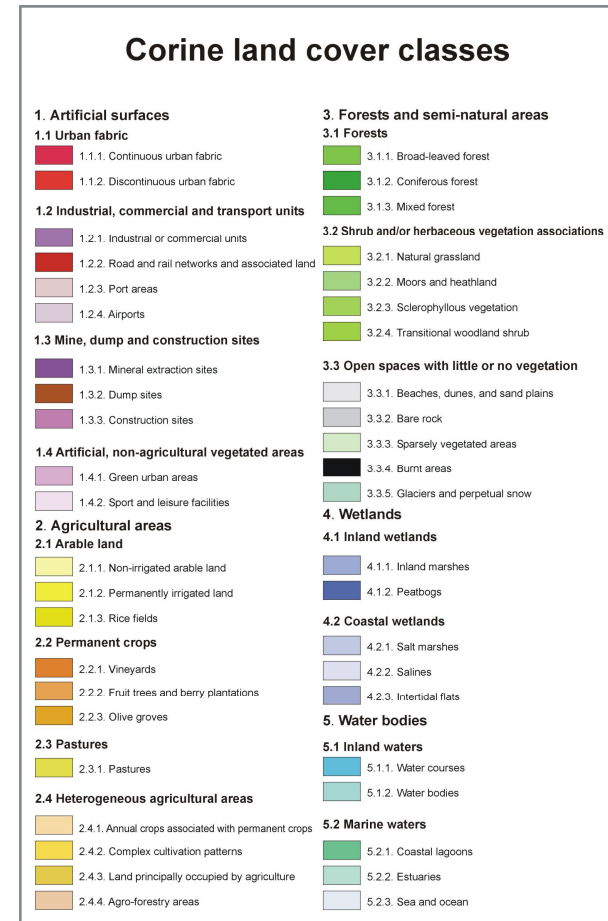 Corine land cover classes
1. Artificial surfaces
1.1 Urban fabric
1.1.1. Continuous urban fabric
1.1.2. Discontinuous urban fabric
1.2 Industrial, commercial and transport units
1.2.1. Industrial or commercial units
1.2.2. Road and rail networks and associated land
1.2.3. Port areas
1.2.4. Airports
1.3 Mine, dump and construction sites
1.3.1. Mineral extraction sites
1.3.2. Dump sites
1.3.3. Construction sites
1.4 Artificial, non-agricultural vegetated areas
1.4.1. Green urban areas
1.4.2. Sport and leisure facilities
2. Agricultural areas
2.1 Arable land
2.1.1. Non-irrigated arable land
2.1.2. Permanently irrigated land
2.1.3. Rice fields
2.2 Permanent crops
2.2.1. Vineyards
2.2.2. Fruit trees and berry plantations
2.2.3. Olive groves
2.3 Pastures
2.3.1. Pastures
2.4 Heterogeneous agricultural areas
2.4.1. Annual crops associated with permanent crops
2.4.2. Complex cultivation patterns
2.4.3. Land principally occupied by agriculture
2.4.4. Agro-forestry areas
3. Forests and semi-natural areas
3.1 Forests
3.1.1. Broad-leaved forest
3.1.2. Coniferous forest
3.1.3. Mixed forest
3.2 Shrub and/or herbaceous vegetation associations
3.2.1. Natural grassland
3.2.2. Moors and heathland
3.2.3. Sclerophyllous vegetation
3.2.4. Transitional woodland shrub
3.3 Open spaces with little or no vegetation
3.3.1. Beaches, dunes, and sand plains
3.3.2. Bare rock
3.3.3. Sparsely vegetated areas
3.3.4. Burnt areas
3.3.5. Glaciers and perpetual snow
4. Wetlands
4.1 Inland wetlands
4.1.1. Inland marshes
4.1.2. Peatbogs
4.2 Coastal wetlands
4.2.1. Salt marshes
4.2.2. Salines
4.2.3. Intertidal flats
5. Water bodies
5.1 Inland waters
5.1.1. Water courses
5.1.2. Water bodies
5.2 Marine waters
5.2.1. Coastal lagoons
5.2.2. Estuaries
5.2.3. Sea and ocean